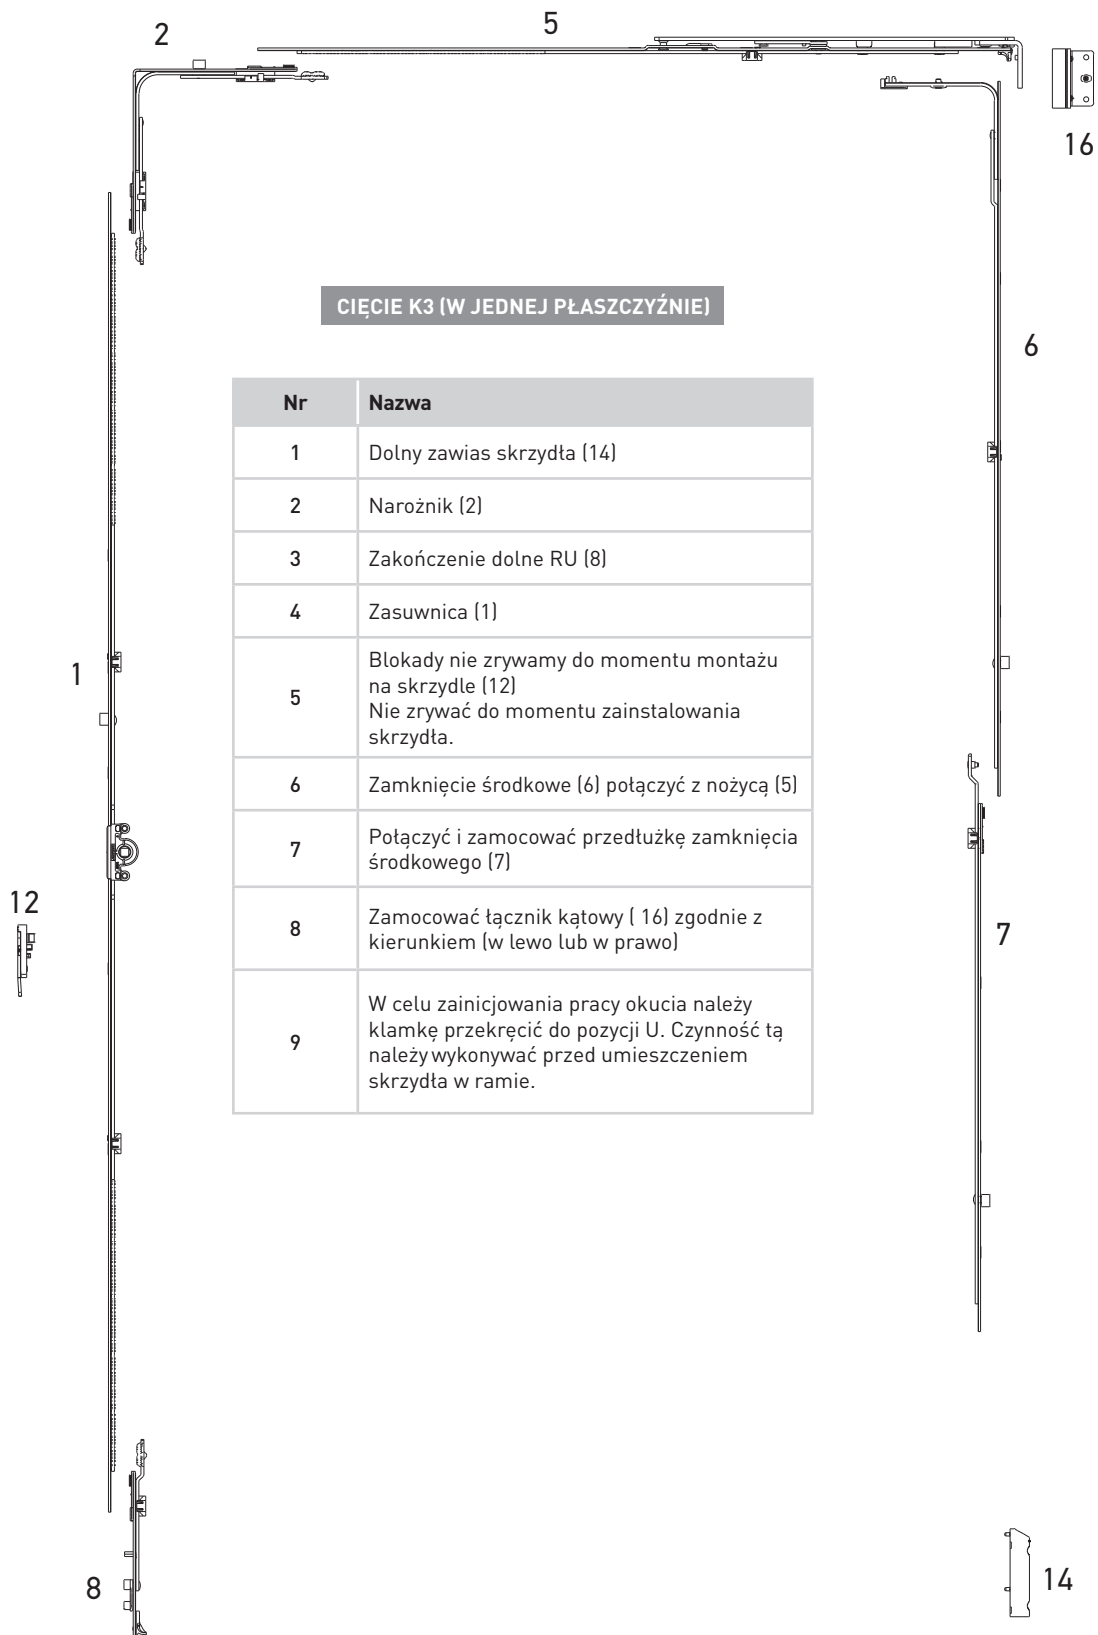 5
2
16
CIĘCIE K3 (W JEDNEJ PŁASZCZYŹNIE)
6
Nr Nazwa
1 Dolny zawias skrzydła (14)
2 Narożnik (2)
3 Zakończenie dolne RU (8)
4 Zasuwnica (1)
1
5 Blokady nie zrywamy do momentu montażu
na skrzydle (12)
Nie zrywać do momentu zainstalowania
skrzydła.
6 Zamknięcie środkowe (6) połączyć z nożycą (5)
7 Połączyć i zamocować przedłużkę zamknięcia
środkowego (7)
12
8 Zamocować łącznik kątowy ( 16) zgodnie z
kierunkiem (w lewo lub w prawo)
7
9 W celu zainicjowania pracy okucia należy
klamkę przekręcić do pozycji U. Czynność tą
należy wykonywać przed umieszczeniem
skrzydła w ramie.
8
14